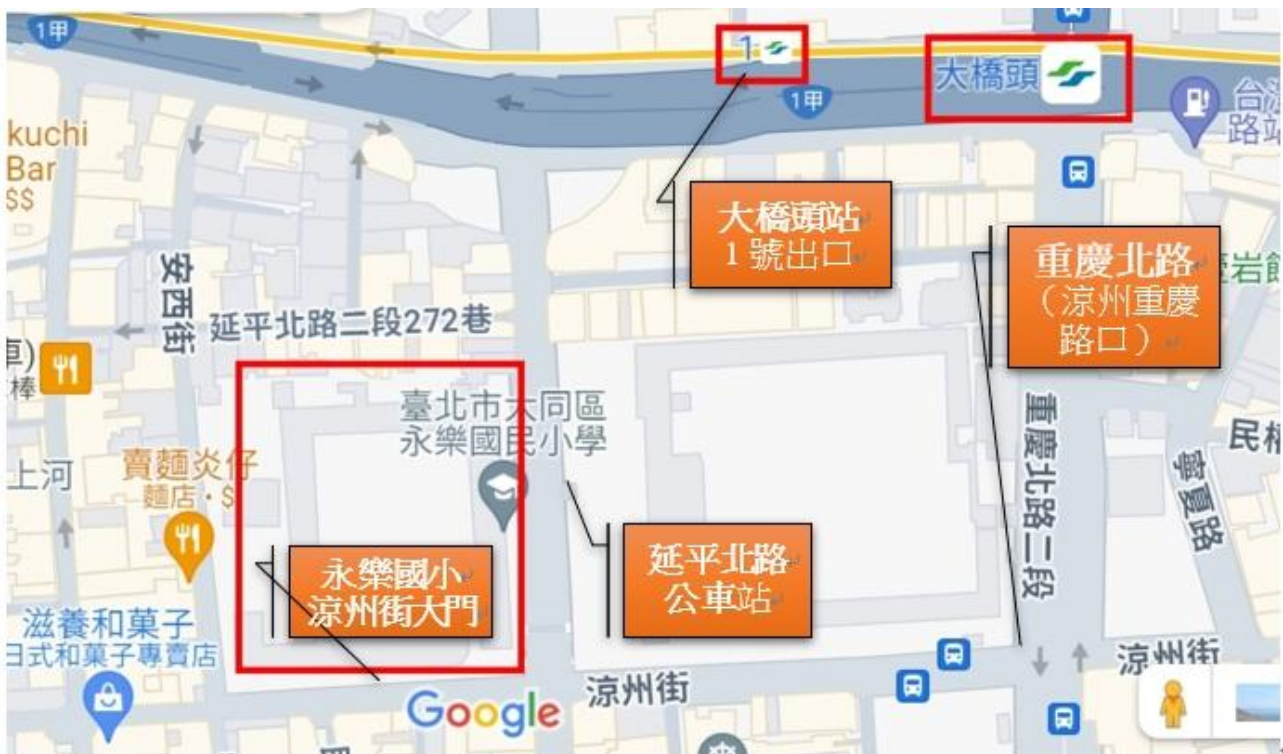 1甲
1
大橋頭
1甲
kuchi
Bar
$$
大橋頭站
1號出口
重慶北路
（涼州重慶
路口）
安西街
延平北路二段272巷
臺北市大同區
永樂國民小學
重慶北路二段
寧夏路
上河
賣麵炎仔
麵店・$
永樂國小
涼州街大門
延平北路
公車站
滋養和菓子
日式和菓子專賣店
Google
涼州街
涼州街